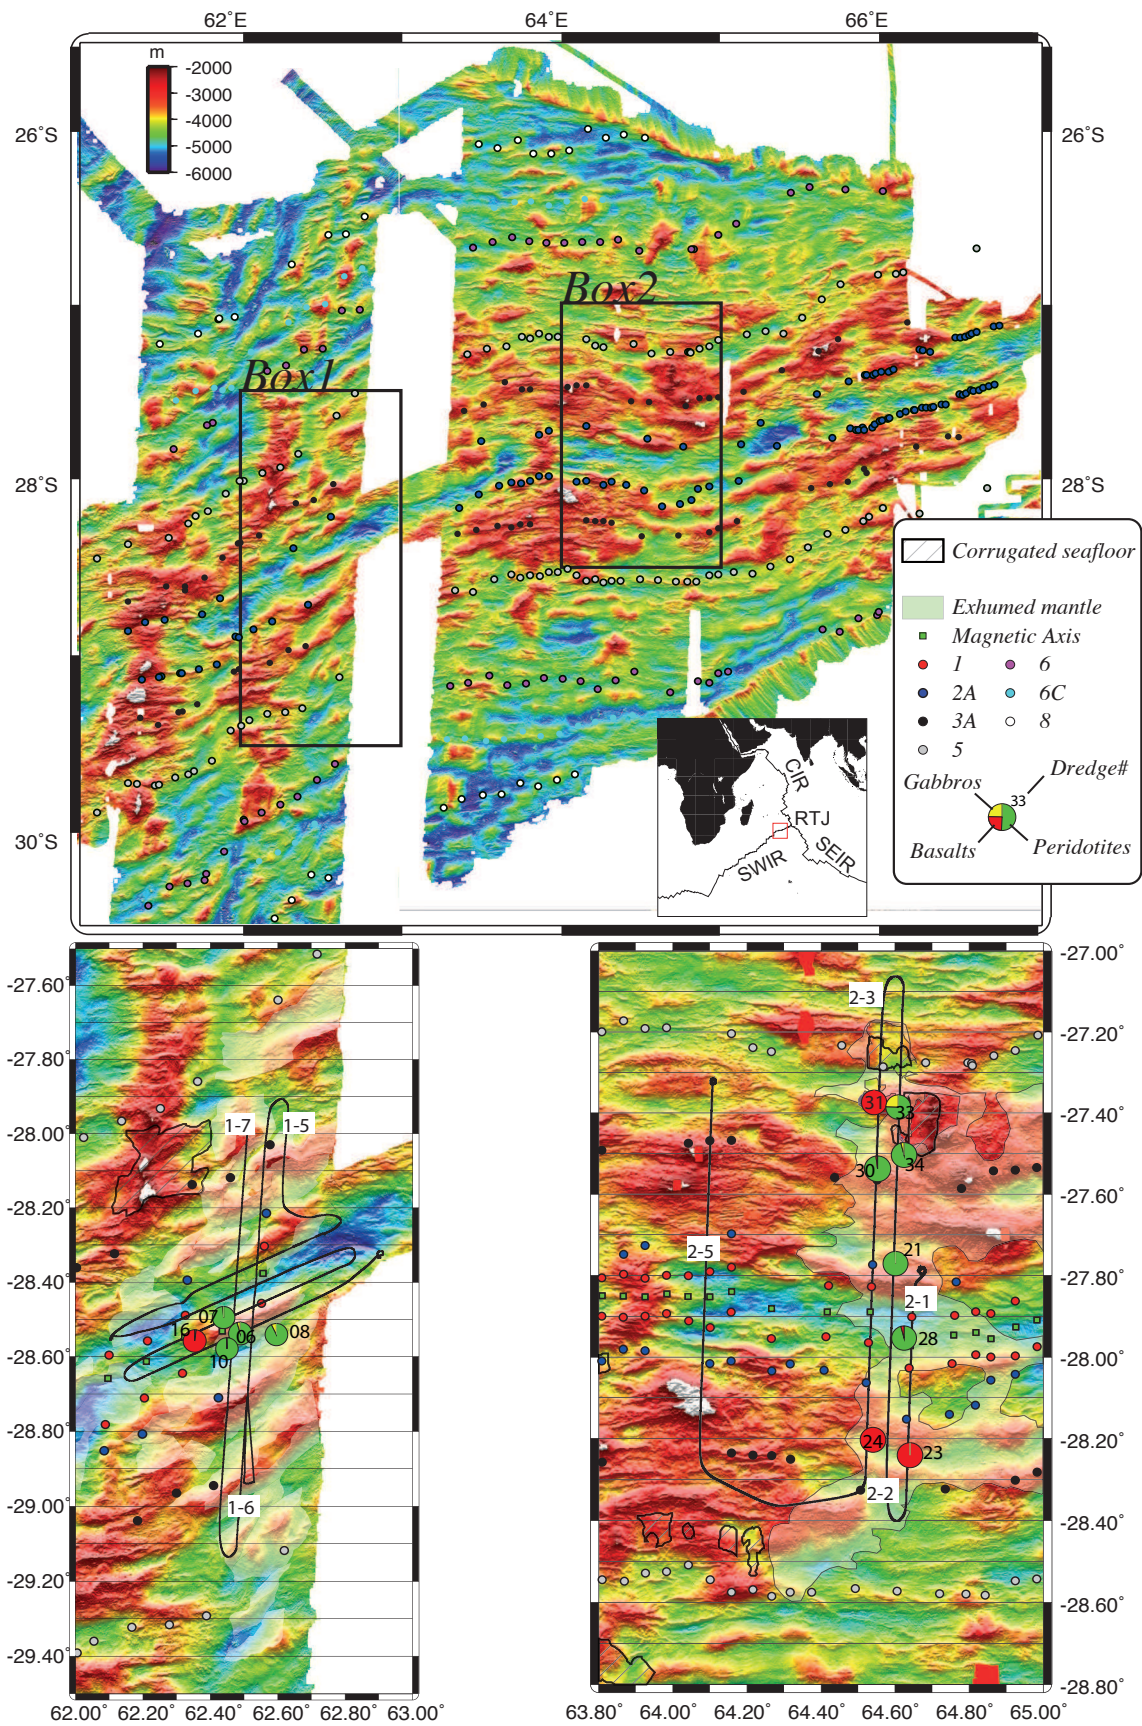 62˚E
64˚E
66˚E
m
-2000
-3000
-4000
-5000
-6000
26˚S
26˚S
Box2
Box1
28˚S
28˚S
30˚S
Corrugated seafloor
Exhumed mantle
Magnetic Axis
1
6
2A
6C
3A
8
5
Gabbros
Dredge#
33
Basalts
Peridotites
CIR
RTJ
SWIR
SEIR
-27.60˚
-27.80˚
-28.00˚
-28.20˚
-28.40˚
-28.60˚
-28.80˚
-29.00˚
-29.20˚
-29.40˚
1-7
1-5
07
16
06
08
10
1-6
62.00˚
62.20˚
62.40˚
62.60˚
62.80˚
63.00˚
-27.00˚
-27.20˚
-27.40˚
-27.60˚
-27.80˚
-28.00˚
-28.20˚
-28.40˚
-28.60˚
-28.80˚
2-3
31
33
34
30
21
2-5
2-1
28
24
23
2-2
63.80˚
64.00˚
64.20˚
64.40˚
64.60˚
64.80˚
65.00˚